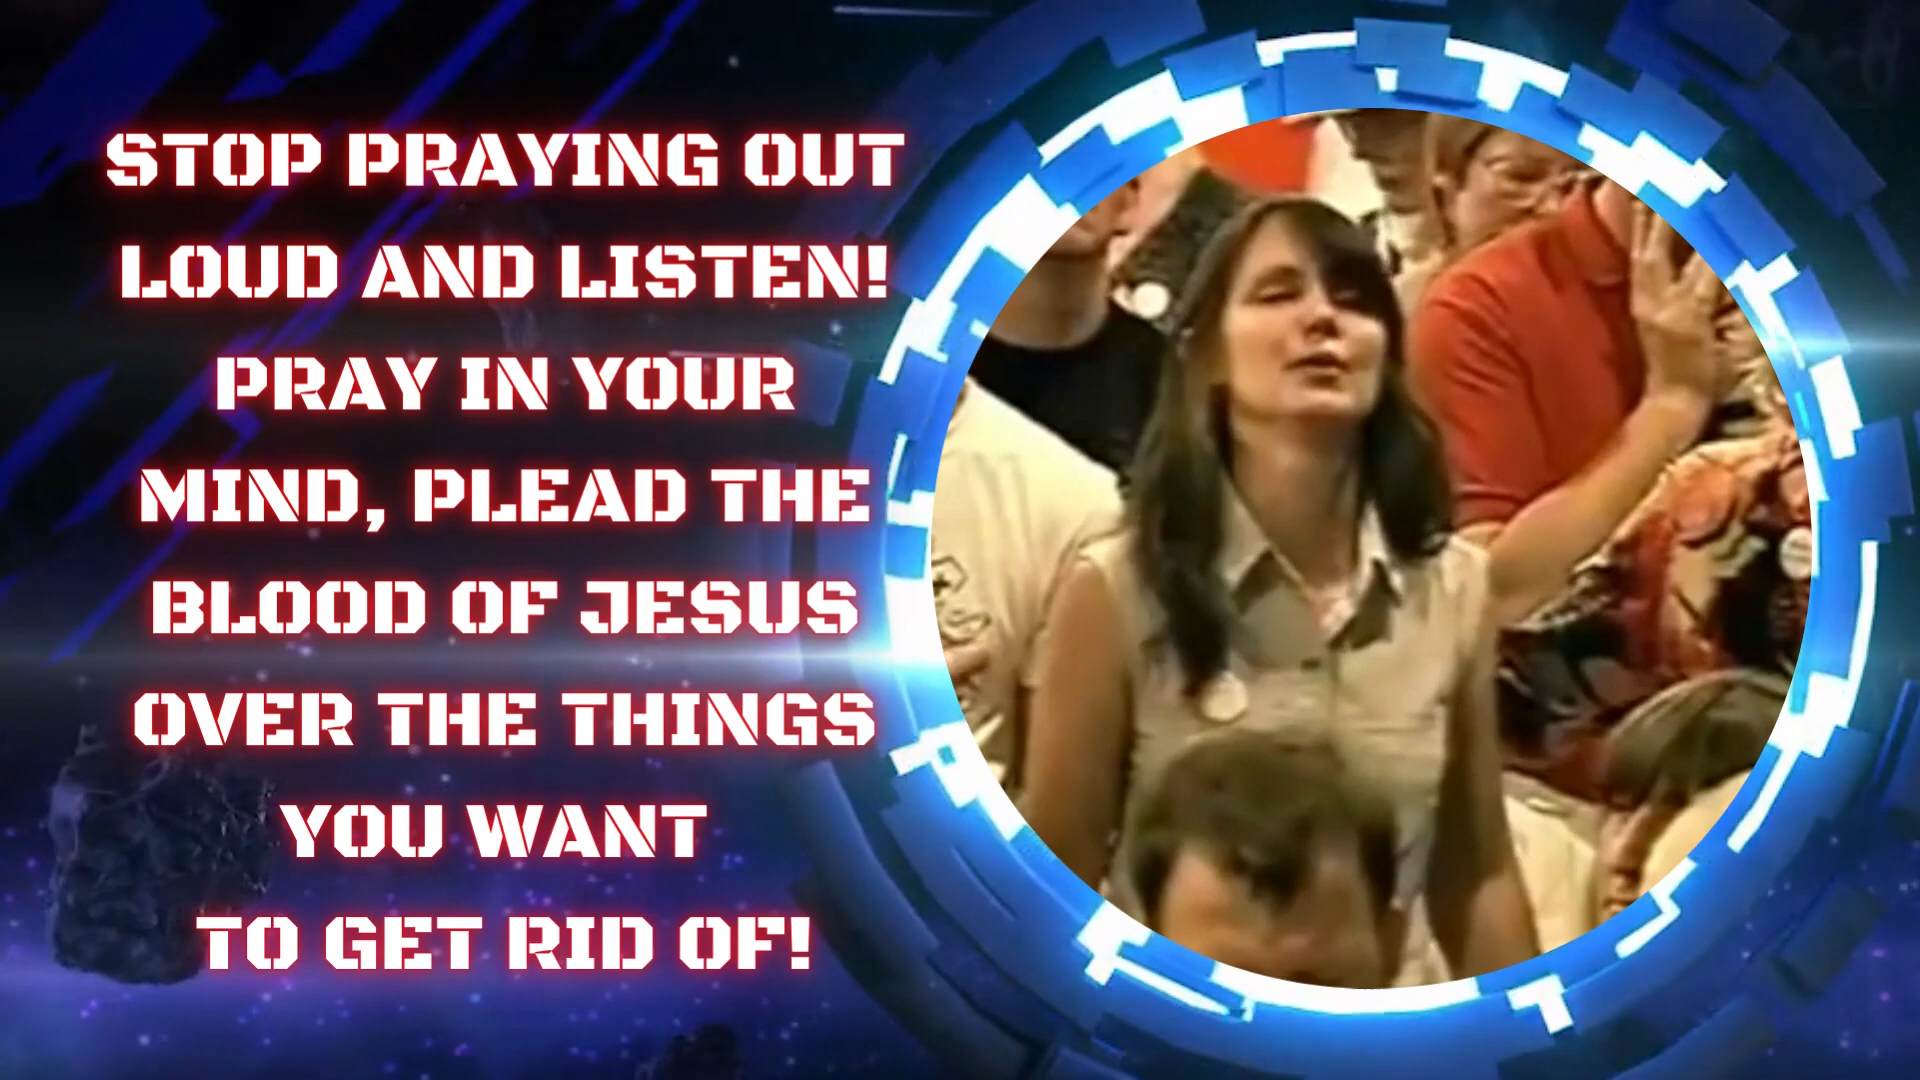 STOP PRAYING OUT
LOUD AND LISTEN!
PRAY IN YOUR
MIND, PLEAD THE
BLOOD OF JESUS
OVER THE THINGS
YOU WANT
TO GET RID OF!